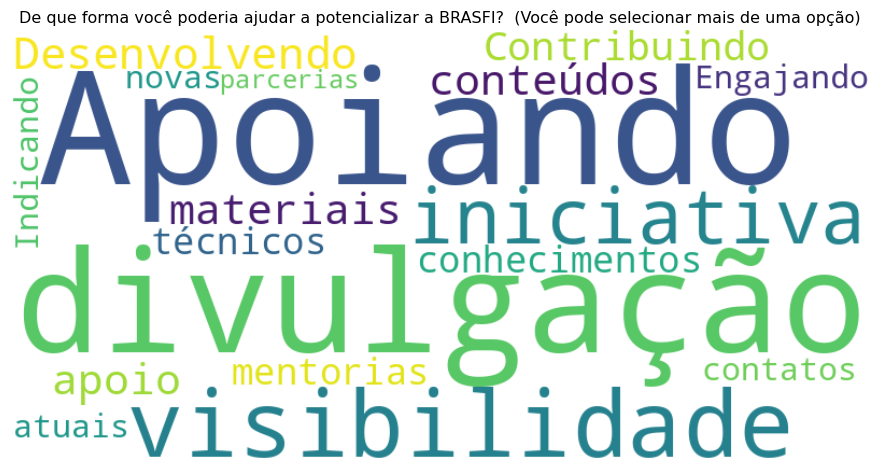 De que forma você poderia ajudar a potencializar a BRASFI?  (Você pode selecionar mais de uma opção)
Desenvolvendo
Contribuindo
novas
parcerias
conteúdos
Engajando
Indicando
Apoiando
materiais
iniciativa
técnicos
conhecimentos
divulgação
apoio
mentorias
contatos
atuais
visibilidade